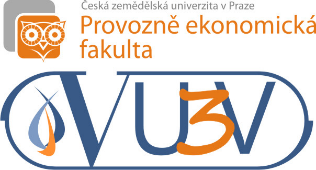 Česká zemědělská univerzita v Praze
Provozně ekonomická
fakulta
VU3V